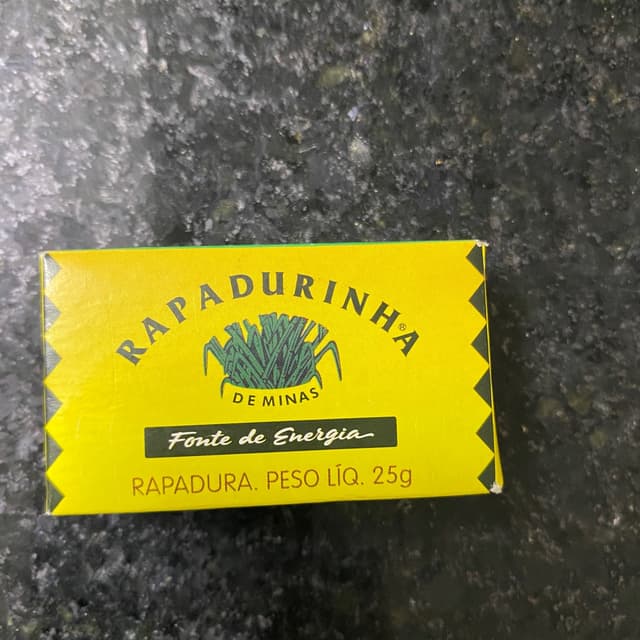 RAPADURINHA®
DE MINAS
Fonte de Energia
RAPADURA. PESO LÍQ. 25g